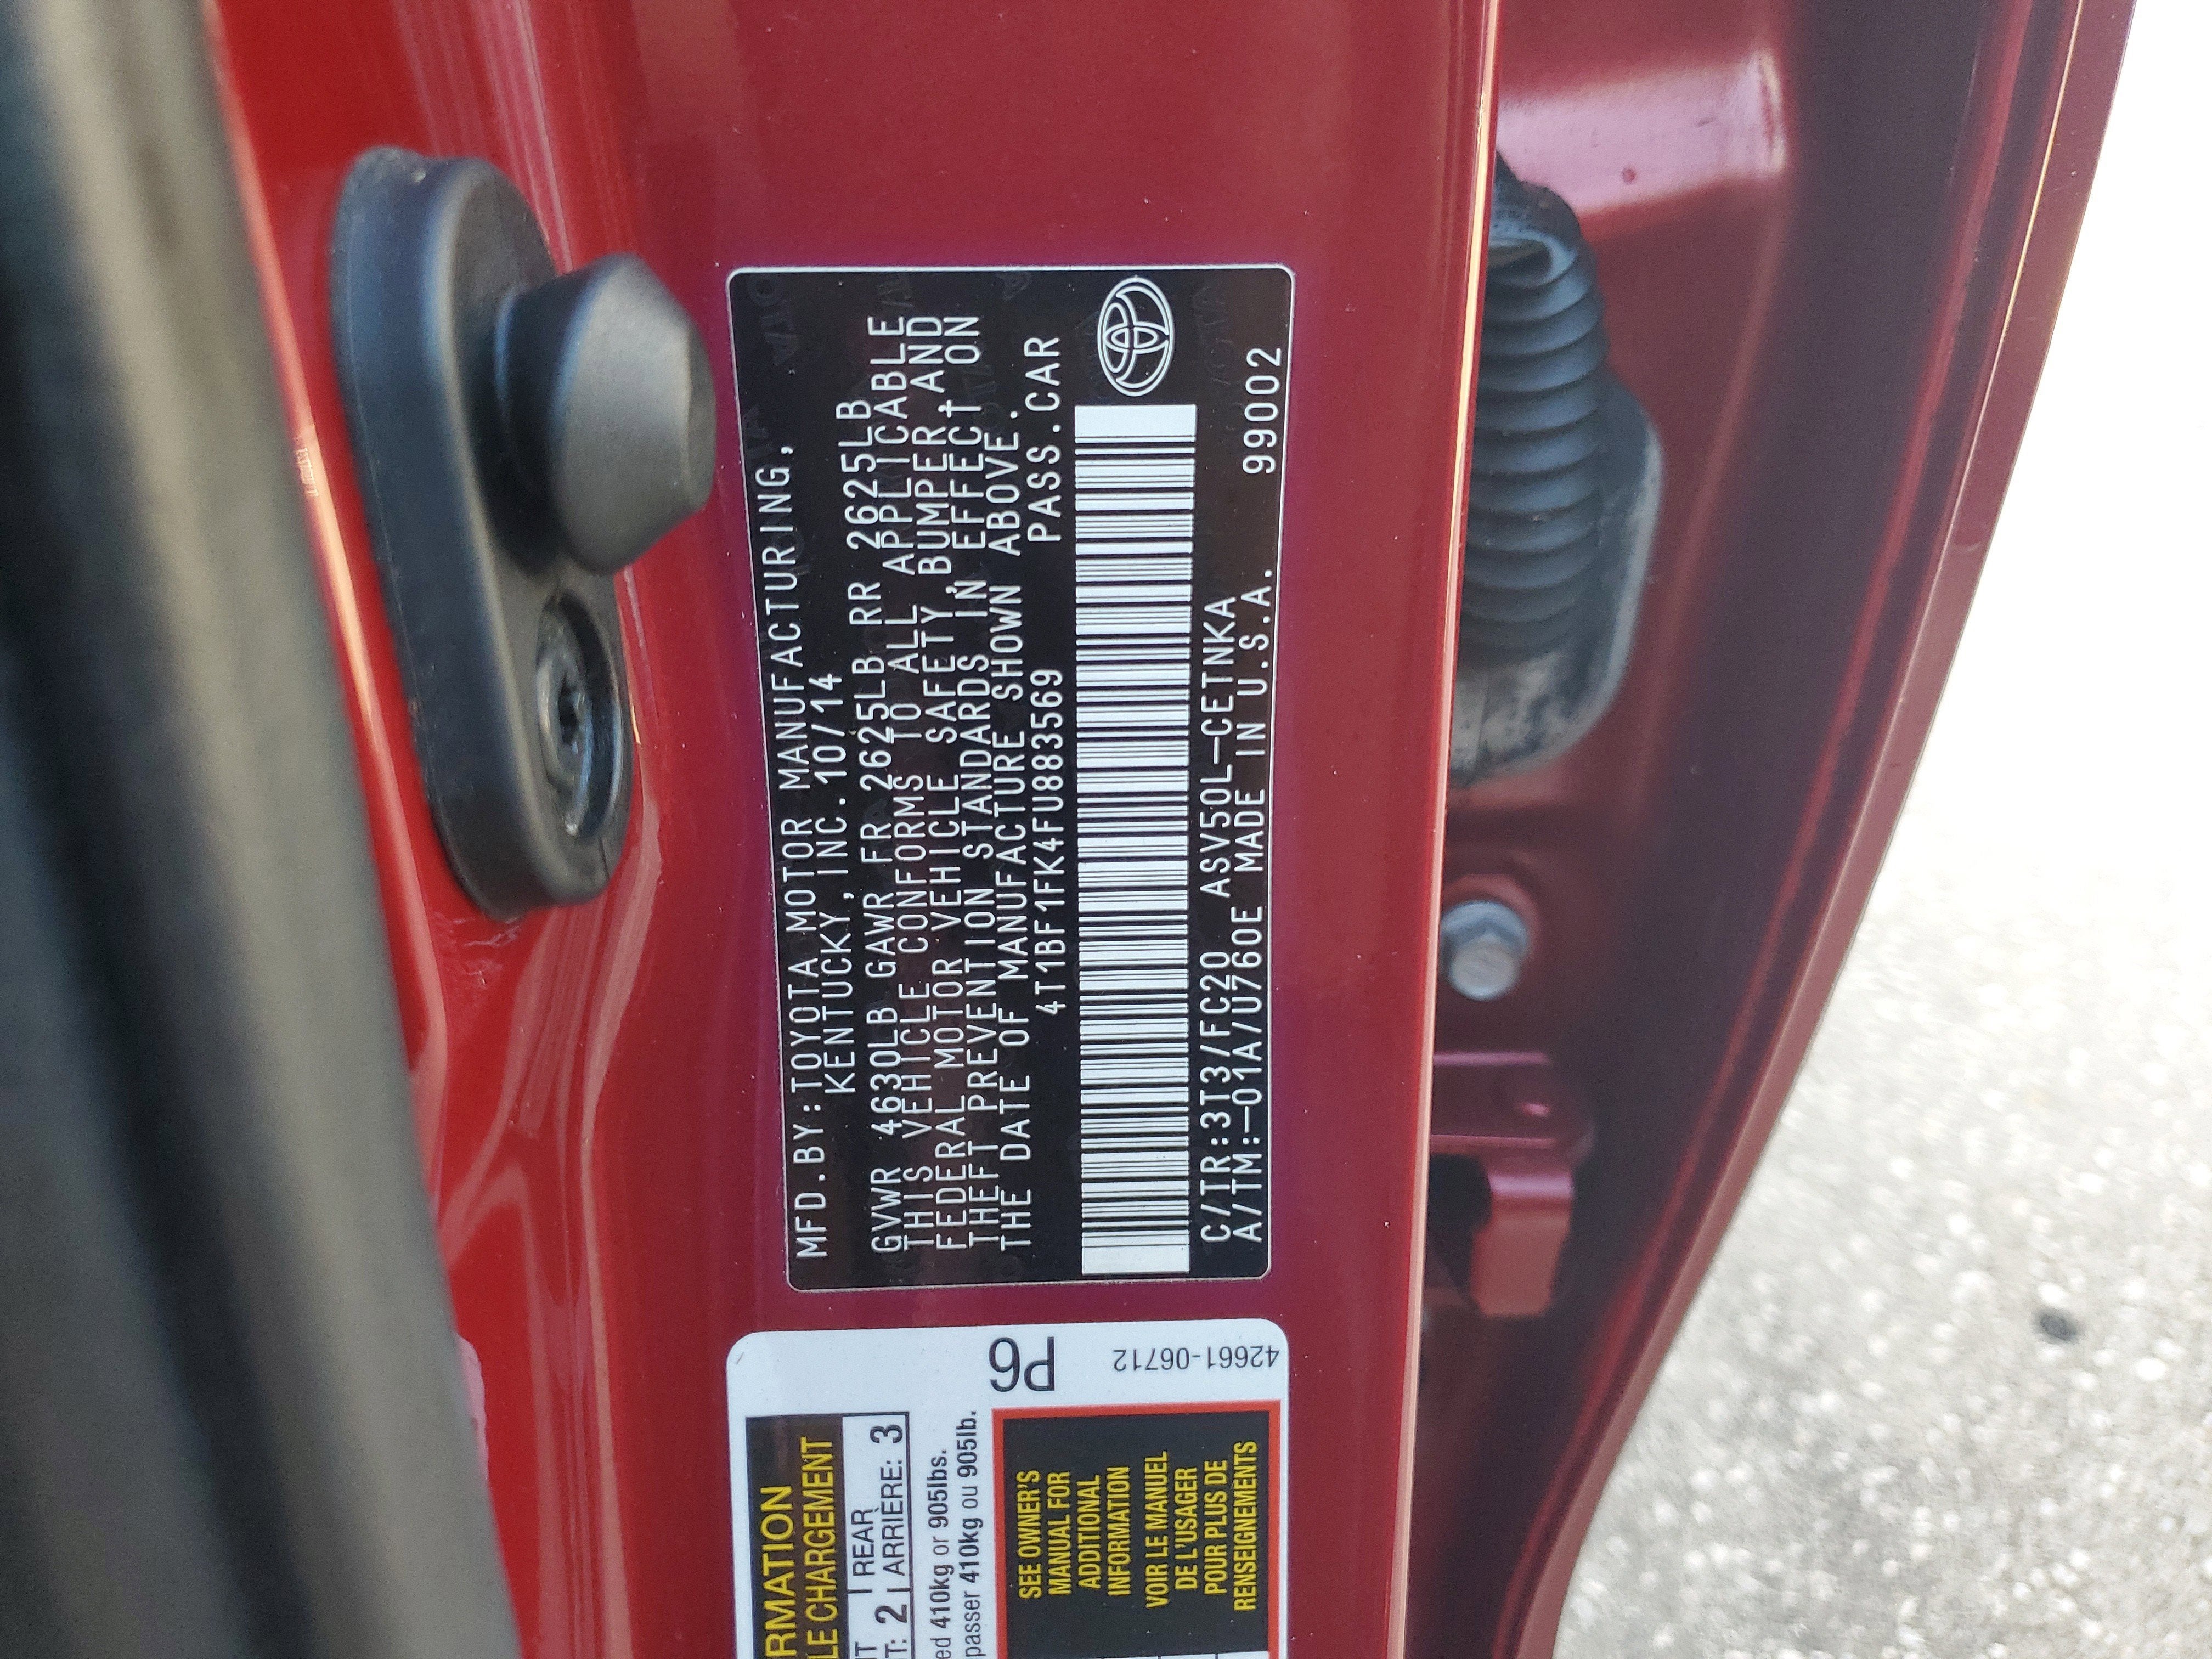 MFD.BY:TOYOTA MOTOR MANUFACTURING,
KENTUCKY,INC.10/14
GVWR 4630LB GAWR FR 2625LB RR 2625LB
THIS VEHICLE CONFORMS TO ALL APPLICABLE
FEDERAL MOTOR VEHICLE SAFETY,BUMPER,AND
THEFT PREVENTION STANDARDS IN EFFECT ON
THE DATE OF MANUFACTURE SHOWN ABOVE.
4T1BF1FK4FU883569 PASS.CAR
C/TR:3T3/FC20 ASV50L-CETNKA
A/TM:-01A/U760E MADE IN U.S.A. 99002
P6
42661-06712
REAR
2 ARRIÈRE: 3
410kg or 905lbs.
passer 410kg ou 905lb.
CHARGEMENT
SEE OWNER'S
MANUAL FOR
ADDITIONAL
INFORMATION
VOIR LE MANUEL
DE L'USAGER
POUR PLUS DE
RENSEIGNEMENTS